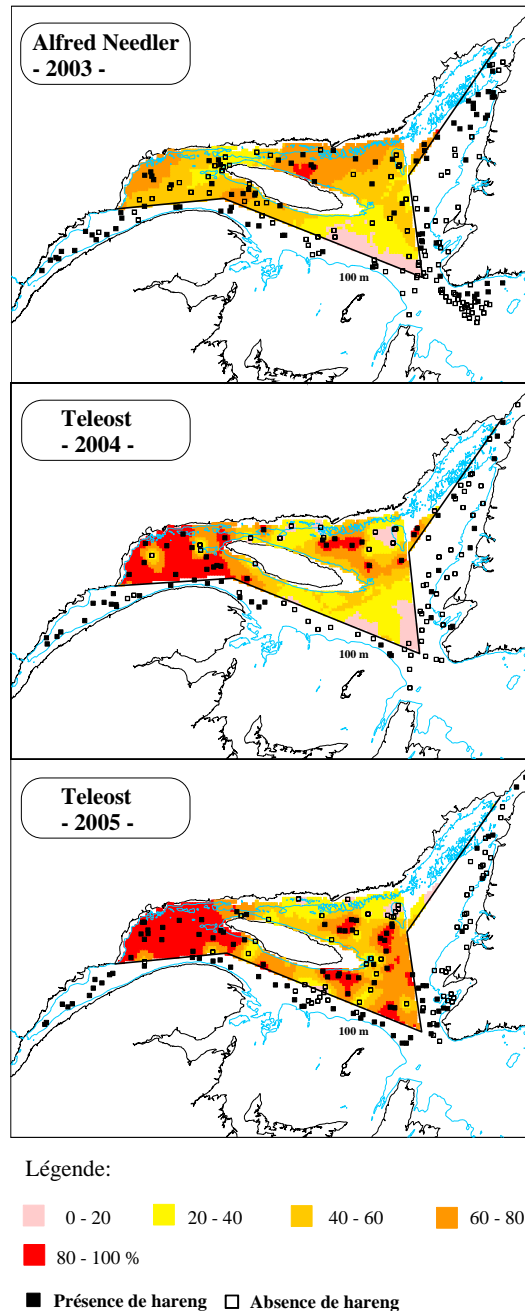 Alfred Needler
- 2003 -
100 m
Teleost
- 2004 -
100 m
Teleost
- 2005 -
100 m
Légende:
0 - 20
20 - 40
40 - 60
60 - 80
80 - 100 %
Présence de hareng
Absence de hareng